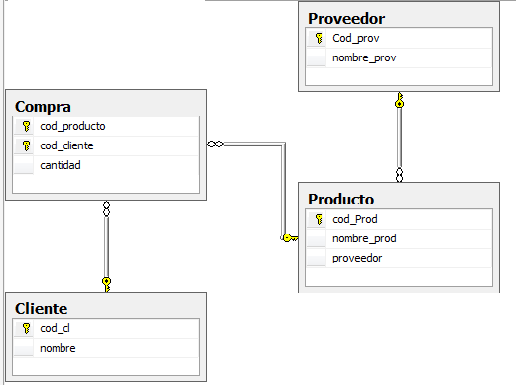 Proveedor
Cod_prov
nombre_prov
Compra
cod_producto
cod_cliente
cantidad
Producto
cod_Prod
nombre_prod
proveedor
Cliente
cod_cl
nombre